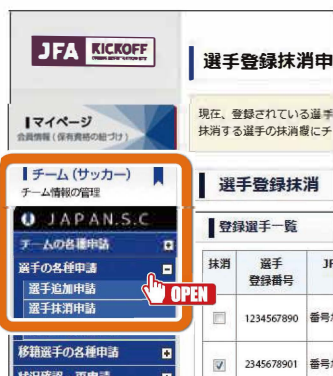 JFA KICKOFF
選手登録抹消申
マイページ
会員情報（保有資格の紐づけ）
現在、登録されている選手
抹消する選手の抹消欄にチ
チーム（サッカー）
チーム情報の管理
JAPAN.S.C
チームの各種申請
選手の各種申請
選手追加申請
選手抹消申請
OPEN
移籍選手の各種申請
選手登録抹消
登録選手一覧
抹消
選手
登録番号
1234567890
番号
2345678901
番号